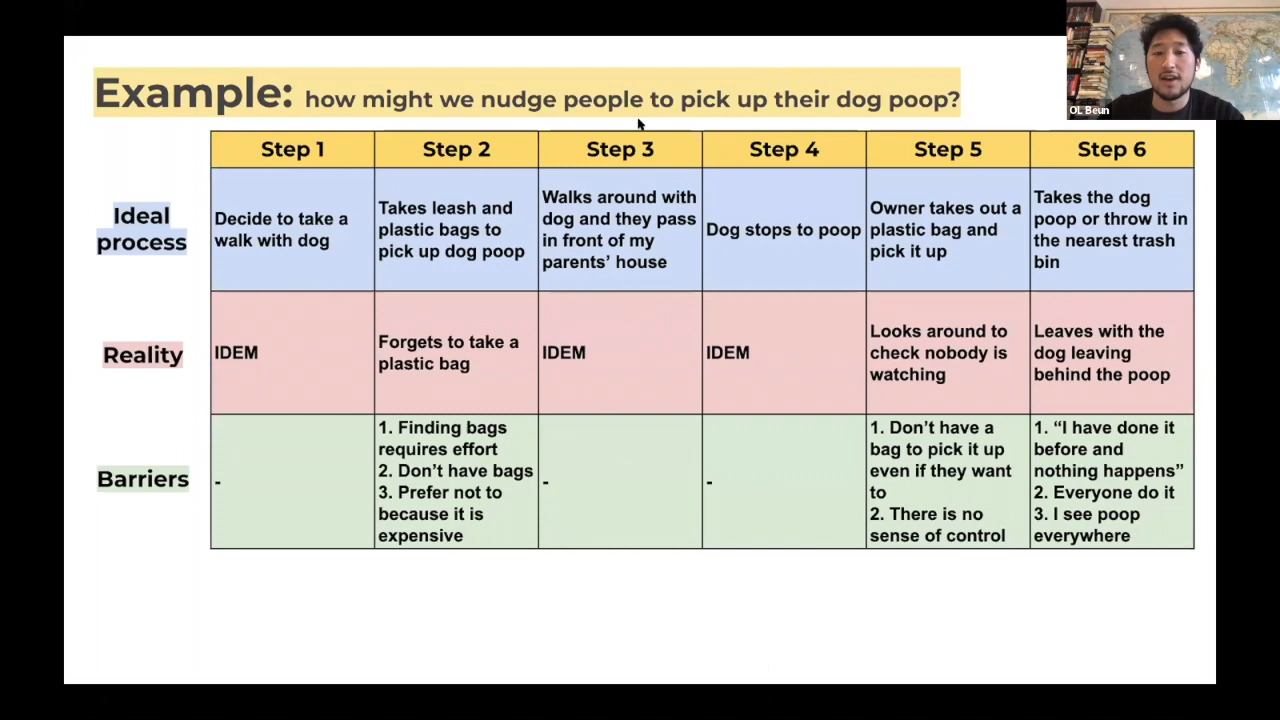 OL Beun
Example: how might we nudge people to pick up their dog poop?
Step 1
Step 2
Step 3
Step 4
Step 5
Step 6
Ideal
process
Decide to take a
walk with dog
Takes leash and
plastic bags to
pick up dog poop
Walks around with
dog and they pass
in front of my
parents’ house
Dog stops to poop
Owner takes out a
plastic bag and
pick it up
Takes the dog
poop or throw it in
the nearest trash
bin
Reality
IDEM
Forgets to take a
plastic bag
IDEM
IDEM
Looks around to
check nobody is
watching
Leaves with the
dog leaving
behind the poop
Barriers
-
1. Finding bags
requires effort
2. Don’t have bags
3. Prefer not to
because it is
expensive
-
-
1. Don’t have a
bag to pick it up
even if they want
to
2. There is no
sense of control
1. “I have done it
before and
nothing happens”
2. Everyone do it
3. I see poop
everywhere